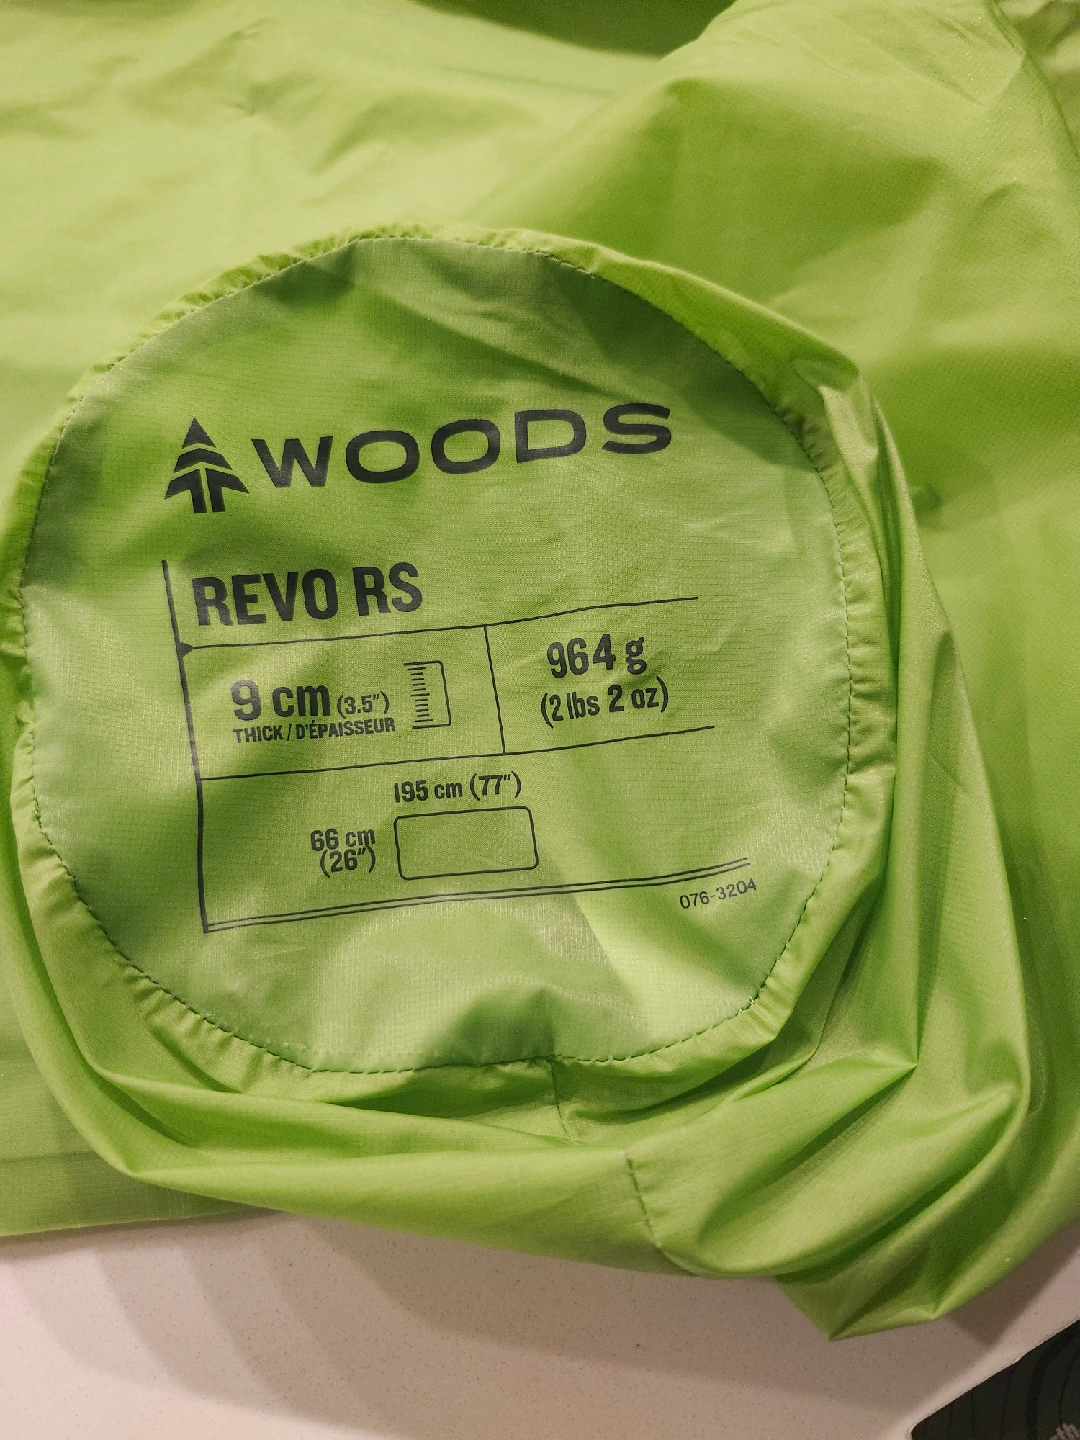 WOODS
REVO RS
9 cm (3.5")
THICK / D'ÉPAISSEUR
964 g
(2 lbs 2 oz)
195 cm (77")
66 cm
(26")
076-3204